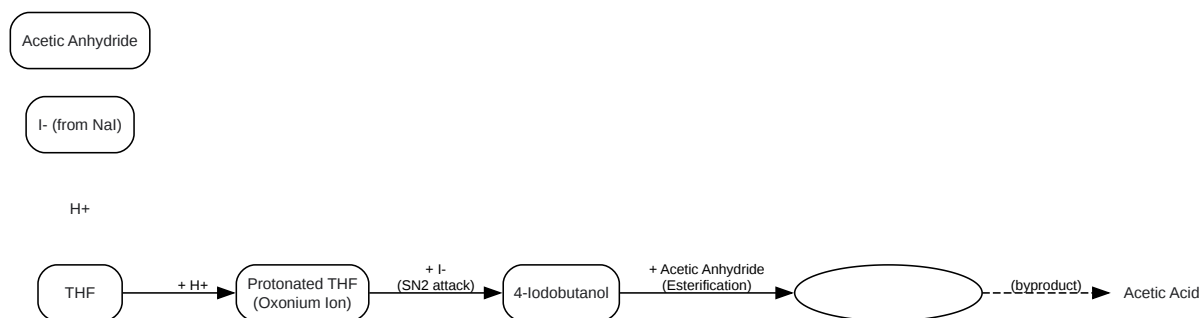 Acetic Anhydride
I- (from NaI)
H+
THF
+ H+
Protonated THF
(Oxonium Ion)
+ I-
(SN2 attack)
4-Iodobutanol
+ Acetic Anhydride
(Esterification)
(byproduct)
Acetic Acid